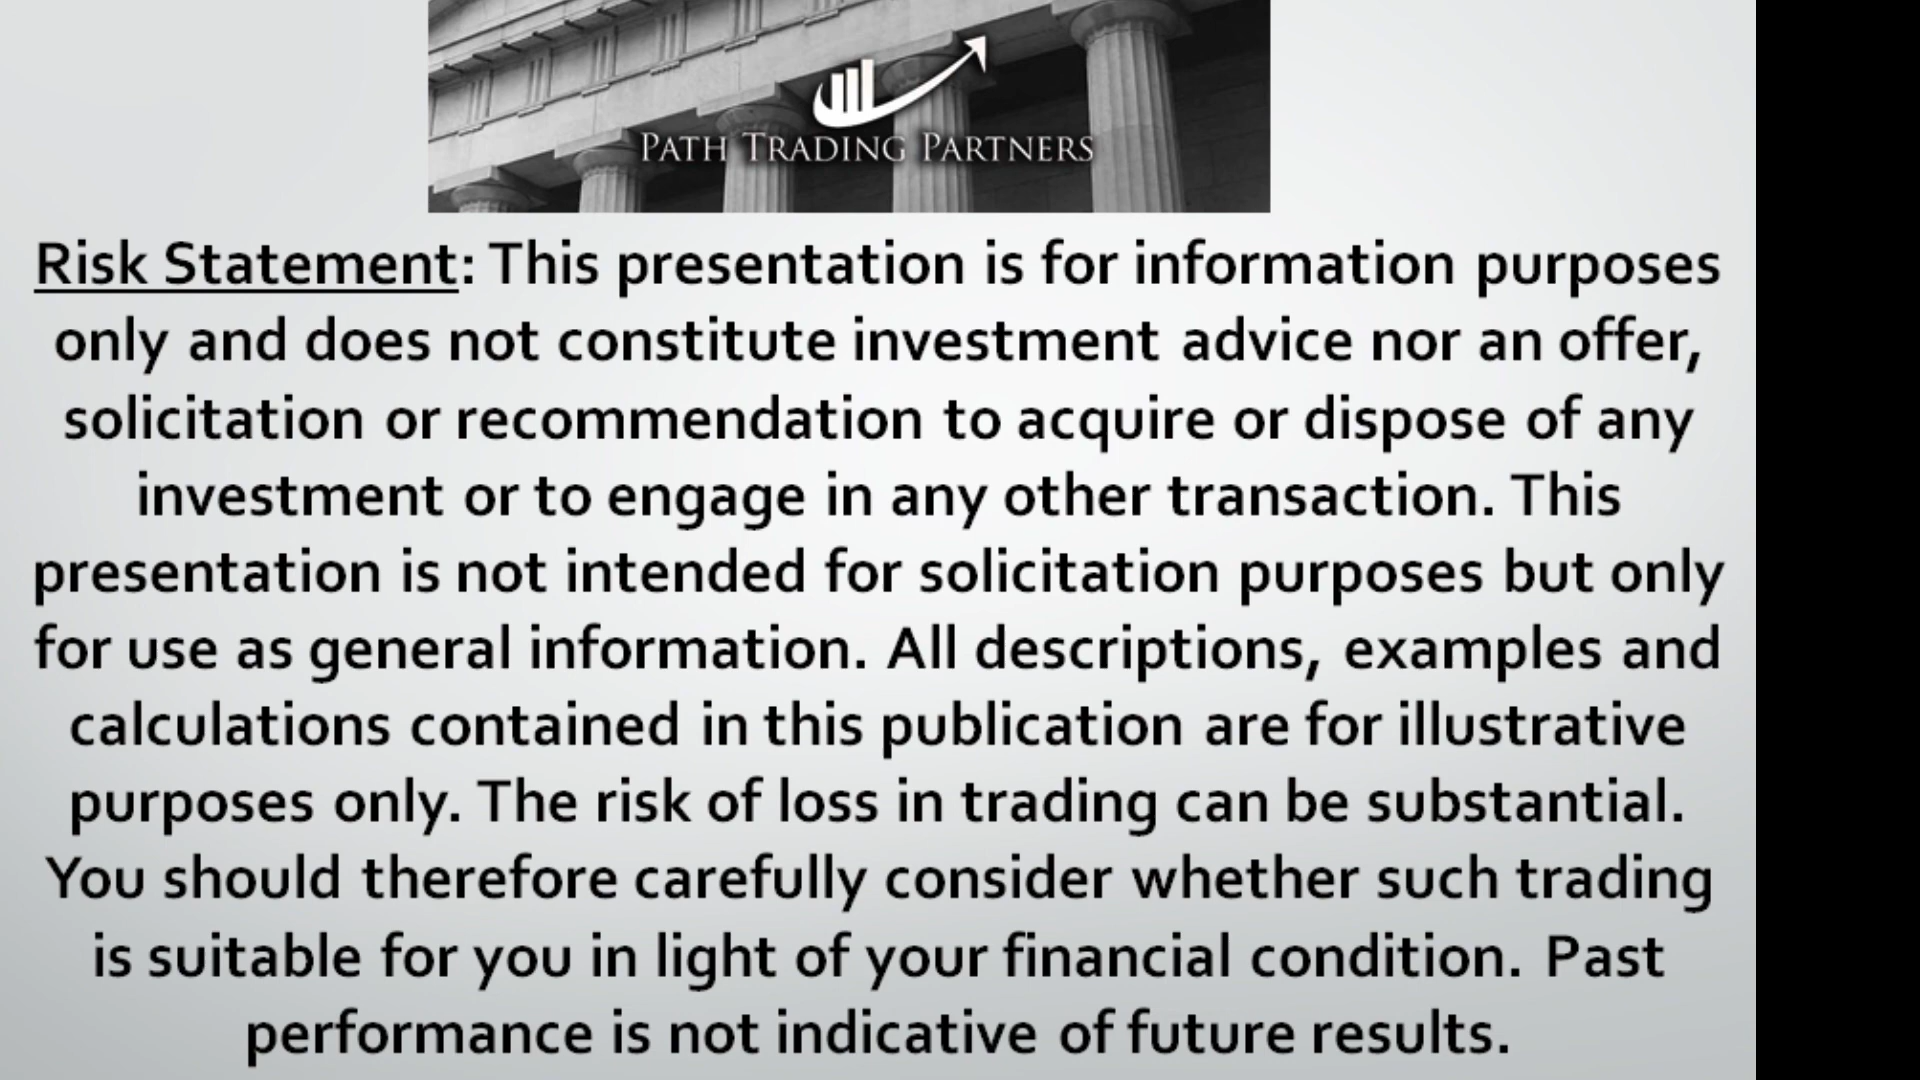 PATH TRADING PARTNERS
Risk Statement: This presentation is for information purposes
only and does not constitute investment advice nor an offer,
solicitation or recommendation to acquire or dispose of any
investment or to engage in any other transaction. This
presentation is not intended for solicitation purposes but only
for use as general information. All descriptions, examples and
calculations contained in this publication are for illustrative
purposes only. The risk of loss in trading can be substantial.
You should therefore carefully consider whether such trading
is suitable for you in light of your financial condition. Past
performance is not indicative of future results.